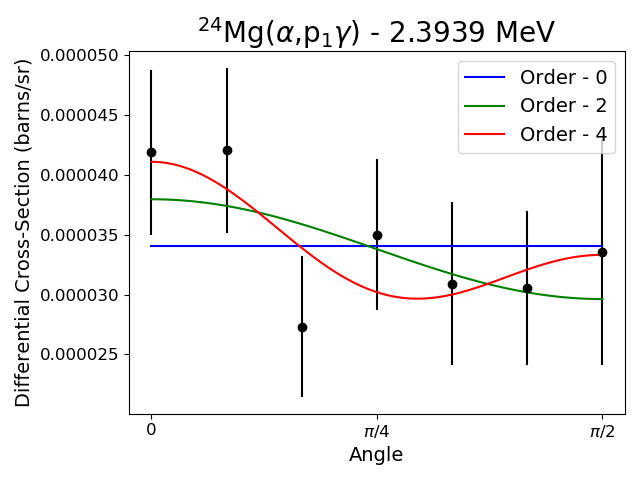 ²⁴Mg(α,p₁γ) - 2.3939 MeV
Differential Cross-Section (barns/sr)
0.000050
0.000045
0.000040
0.000035
0.000030
0.000025
Order - 0
Order - 2
Order - 4
0
π/4
π/2
Angle